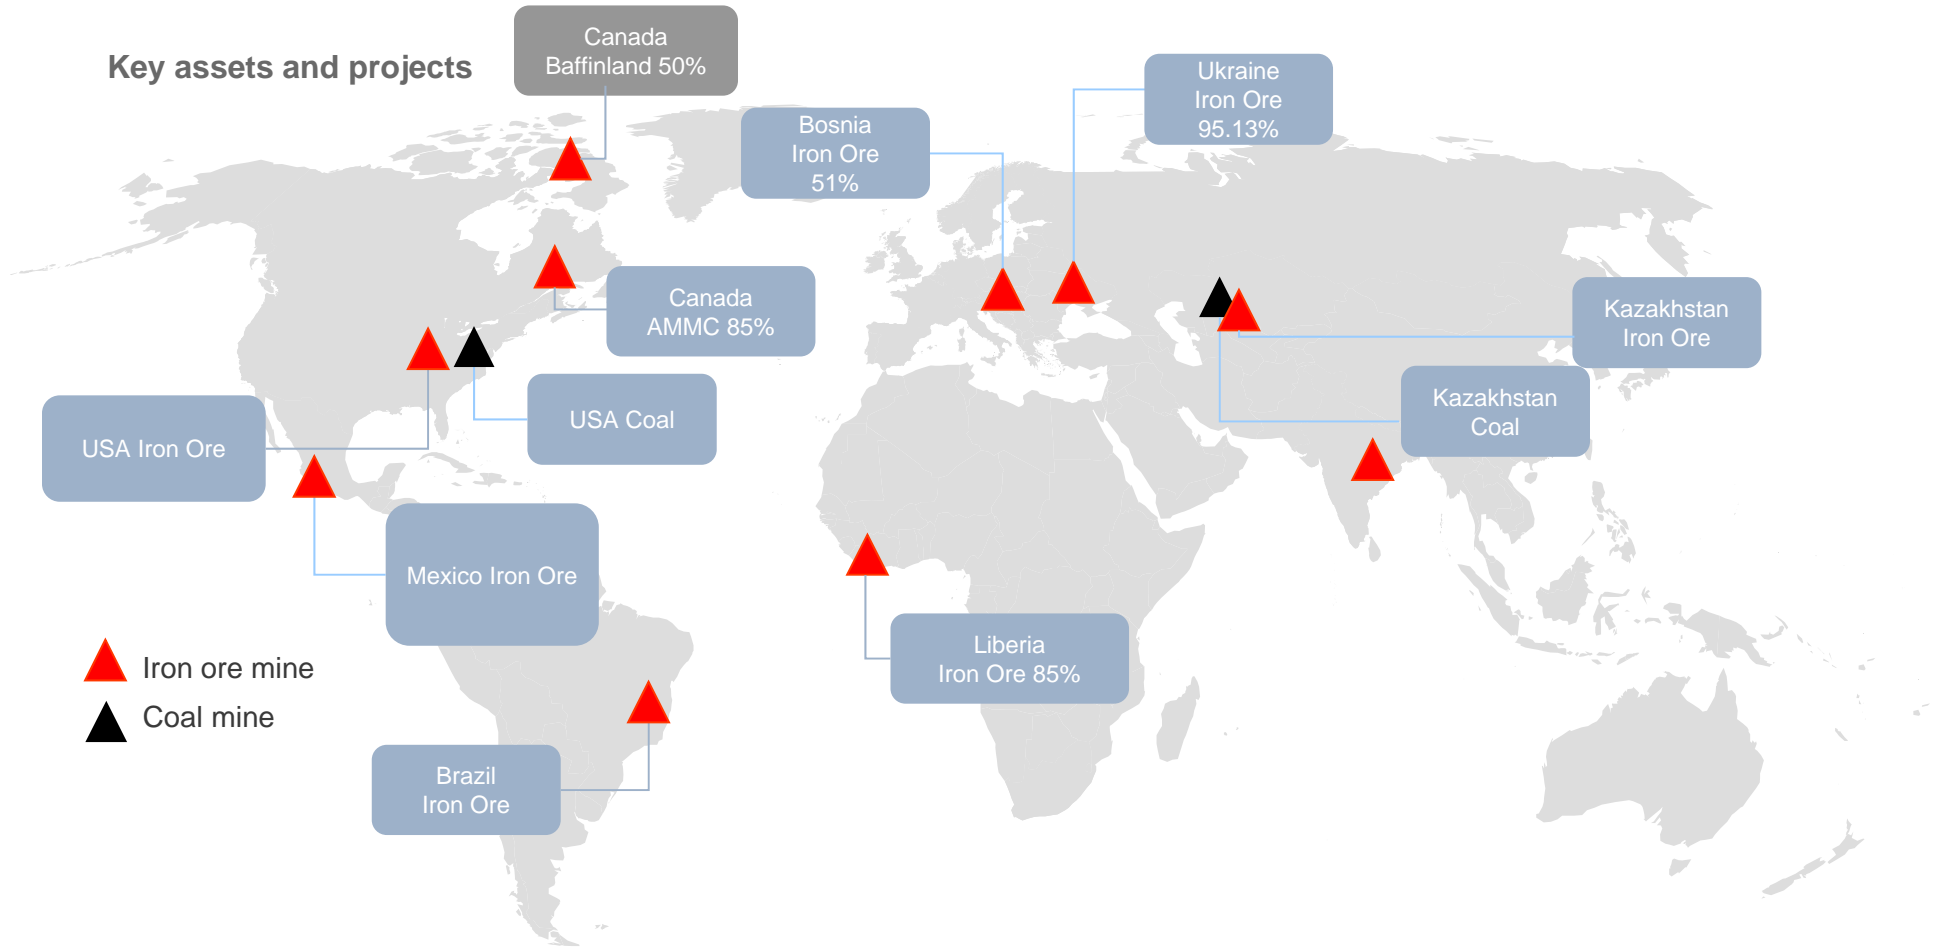 Key assets and projects
Canada
Baffinland 50%
Ukraine
Iron Ore
95.13%
Bosnia
Iron Ore
51%
Canada
AMMC 85%
Kazakhstan
Iron Ore
Kazakhstan
Coal
USA Coal
USA Iron Ore
Mexico Iron Ore
Liberia
Iron Ore 85%
Iron ore mine
Coal mine
Brazil
Iron Ore